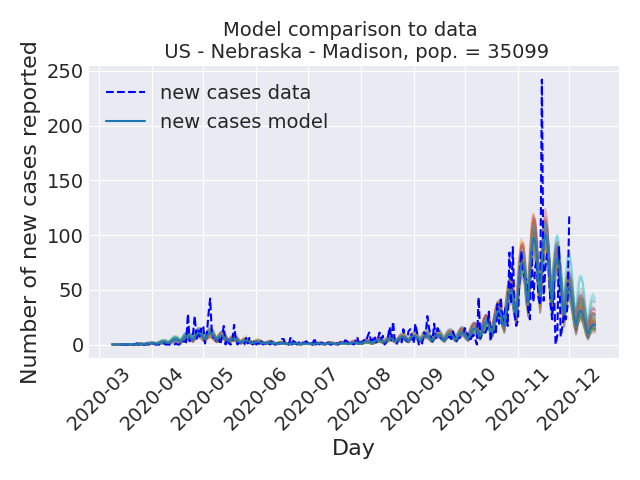 Model comparison to data
US - Nebraska - Madison, pop. = 35099
Number of new cases reported
250
200
150
100
50
0
new cases data
new cases model
2020-03
2020-04
2020-05
2020-06
2020-07
2020-08
2020-09
2020-10
2020-11
2020-12
Day